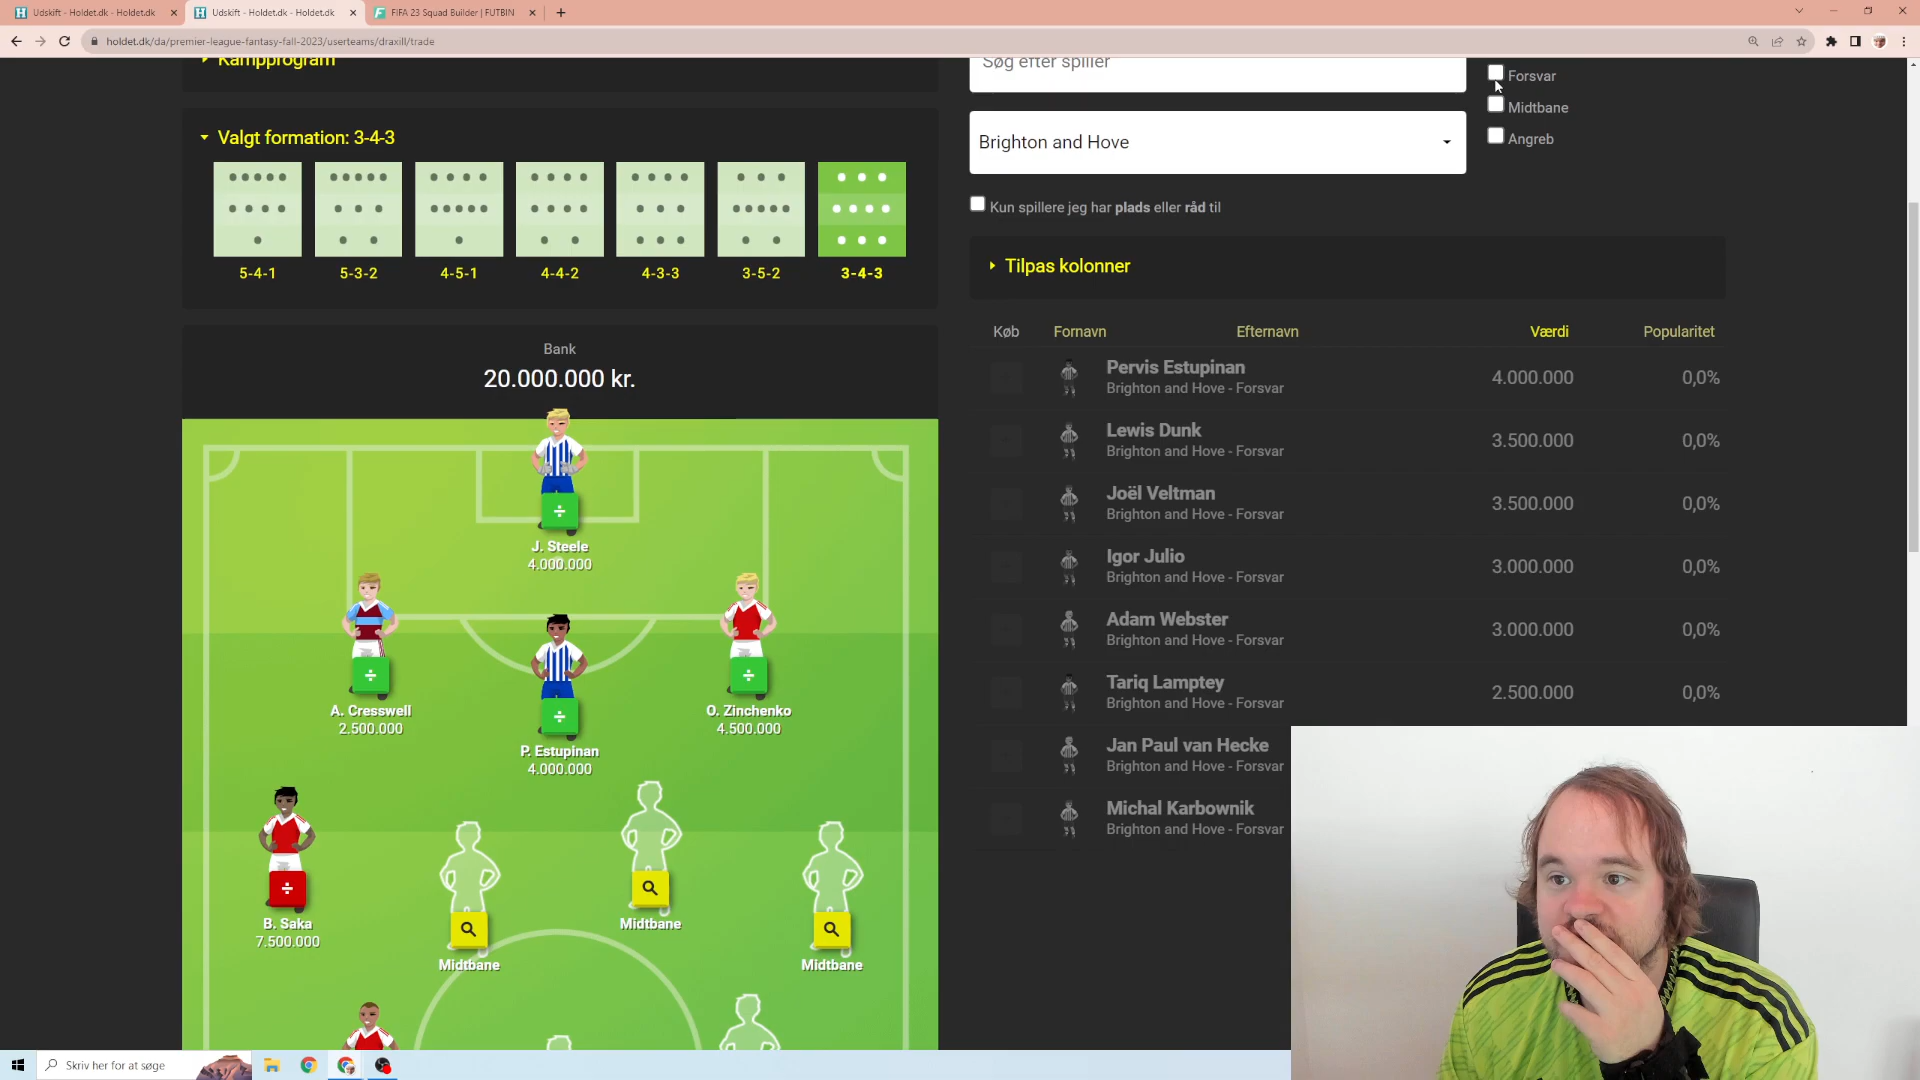 Udskift - Holdet.dk - Holdet.dk
Udskift - Holdet.dk - Holdet.dk
FIFA 23 Squad Builder | FUTBIN
holdet.dk/da/premier-league-fantasy-fall-2023/userteams/draxill/trade
Kampprogram
Valgt formation: 3-4-3
5-4-1
5-3-2
4-5-1
4-4-2
4-3-3
3-5-2
3-4-3
Bank
20.000.000 kr.
J. Steele
4.000.000
A. Cresswell
2.500.000
P. Estupinan
4.000.000
O. Zinchenko
4.500.000
B. Saka
7.500.000
Midtbane
Midtbane
Midtbane
Søg efter spiller
Forsvar
Midtbane
Angreb
Brighton and Hove
Kun spillere jeg har plads eller råd til
Tilpas kolonner
Køb Fornavn Efternavn Værdi Popularitet
Pervis Estupinan 4.000.000 0,0%
Brighton and Hove - Forsvar
Lewis Dunk 3.500.000 0,0%
Brighton and Hove - Forsvar
Joël Veltman 3.500.000 0,0%
Brighton and Hove - Forsvar
Igor Julio 3.000.000 0,0%
Brighton and Hove - Forsvar
Adam Webster 3.000.000 0,0%
Brighton and Hove - Forsvar
Tariq Lamptey 2.500.000 0,0%
Brighton and Hove - Forsvar
Jan Paul van Hecke
Brighton and Hove - Forsvar
Michal Karbownik
Brighton and Hove - Forsvar
Skriv her for at søge